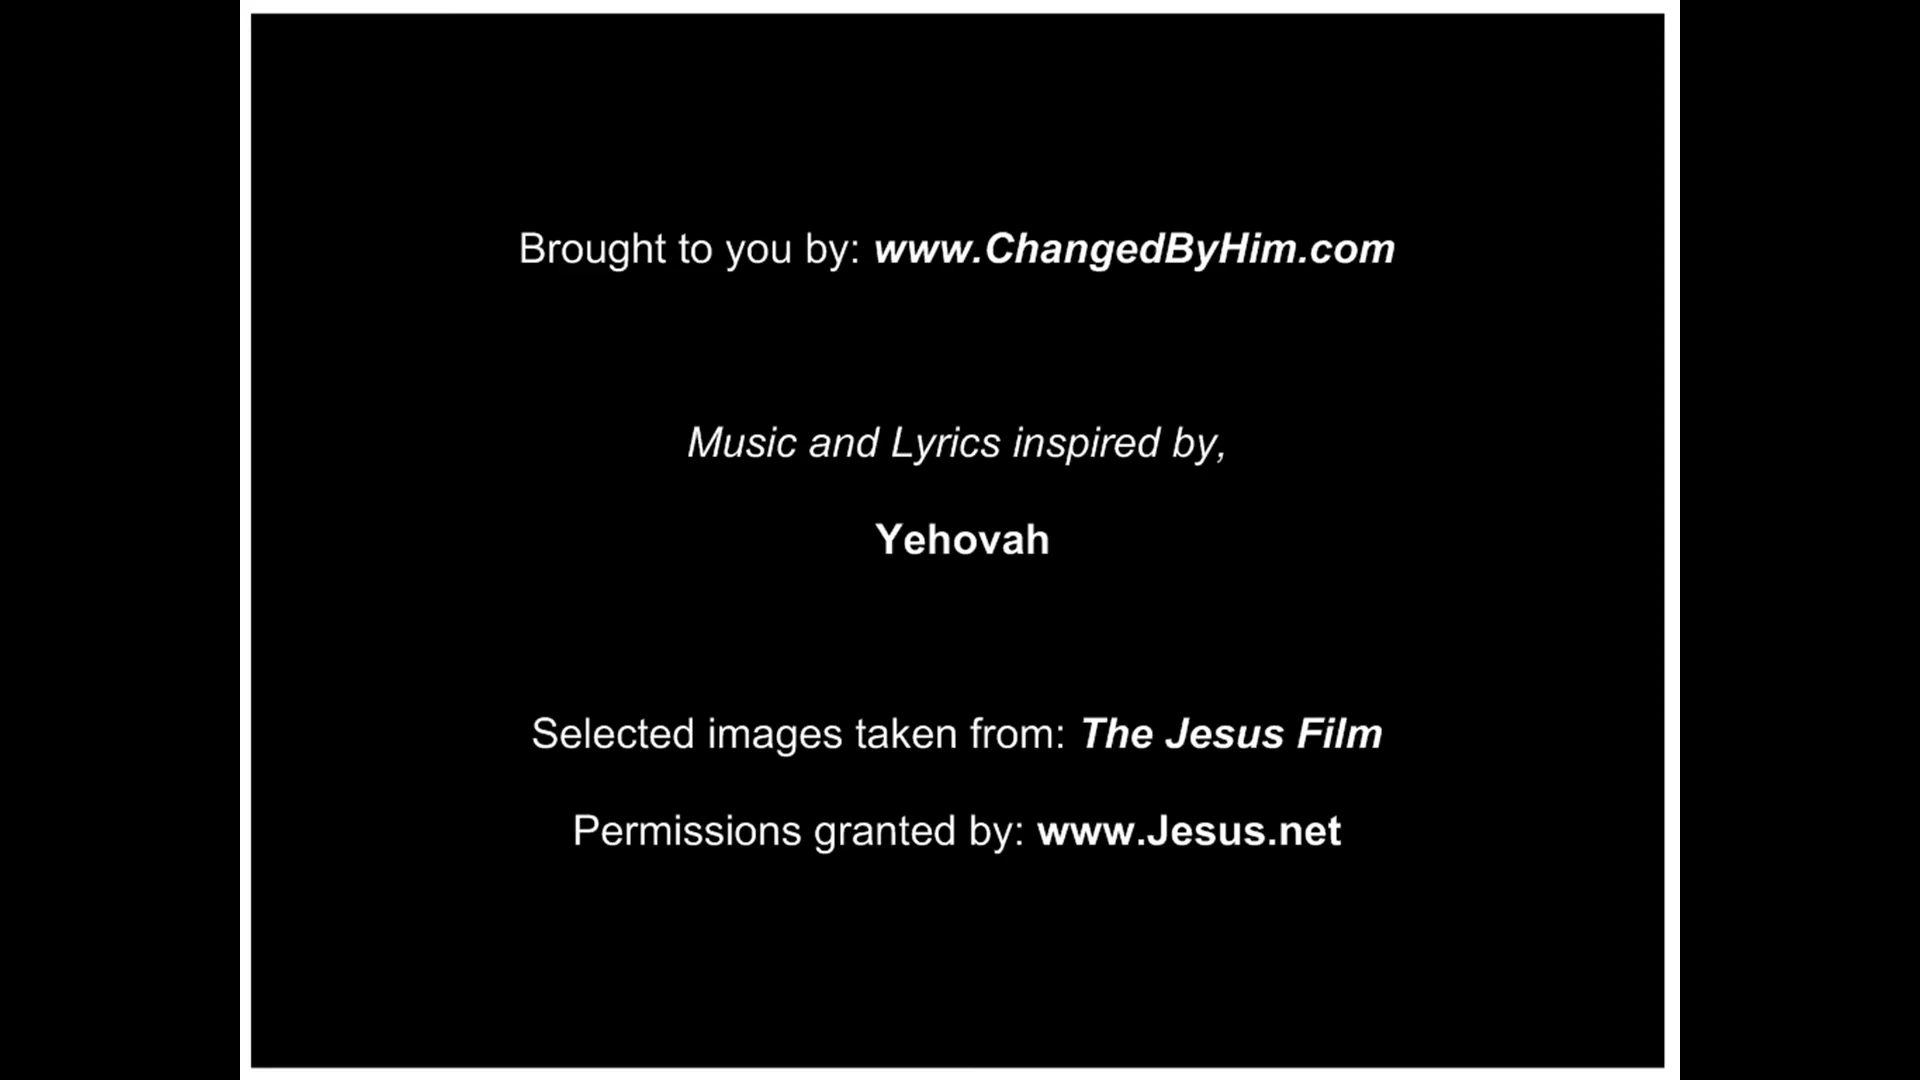 Brought to you by: www.ChangedByHim.com
Music and Lyrics inspired by,
Yehovah
Selected images taken from: The Jesus Film
Permissions granted by: www.Jesus.net